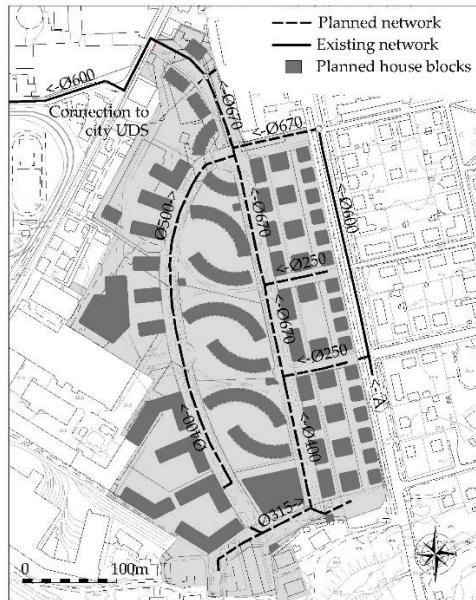 Planned network
Existing network
Planned house blocks
<-Ø600
Connection to
city UDS
<-Ø670
<-Ø670
Ø500->
<-Ø670
<-Ø600
<-Ø250
<-Ø670
<-Ø250
<-A
Ø400->
<-Ø400
Ø315->
0 100m